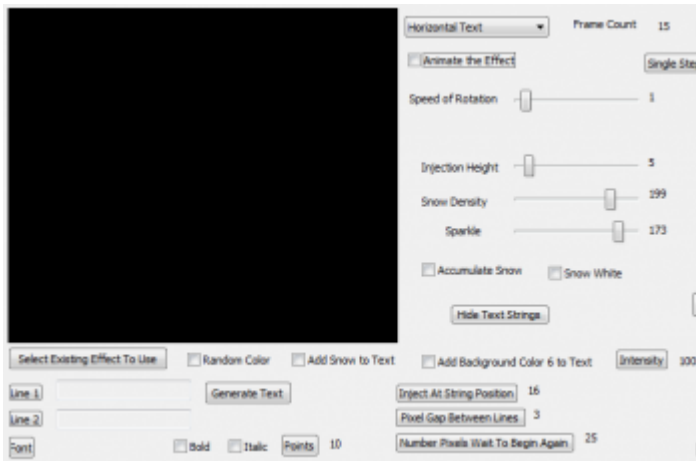 Horizontal Text Frame Count 15
Animate the Effect Single Ste
Speed of Rotation 1
Injection Height 5
Snow Density 199
Sparkle 173
Accumulate Snow Snow White
Hide Text Strings
Select Existing Effect To Use Random Color Add Snow to Text Add Background Color 6 to Text Intensity 100
Line 1 Generate Text Inject At String Position 16
Line 2 Pixel Gap Between Lines 3
Font Bold Italic Points 10 Number Pixels Wait To Begin Again 25